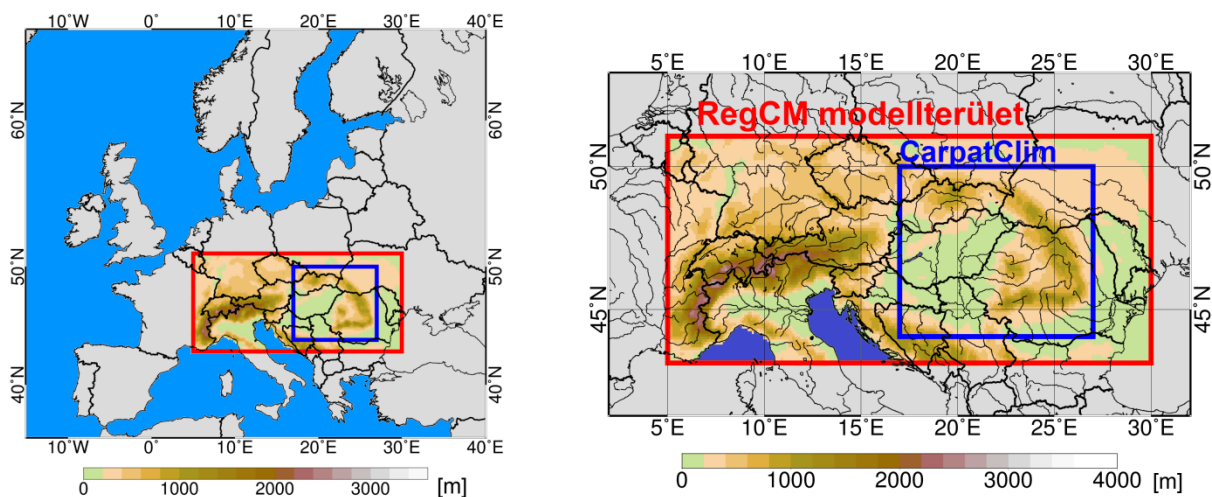 10°W 0° 10°E 20°E 30°E 40°E
60°N 60°N
50°N 50°N
40°N 40°N
10°W 0° 10°E 20°E 30°E 40°E
0 1000 2000 3000 [m]
5°E 10°E 15°E 20°E 25°E 30°E
RegCM modellterület
CarpatClim
50°N 50°N
45°N 45°N
5°E 10°E 15°E 20°E 25°E 30°E
0 1000 2000 3000 4000 [m]